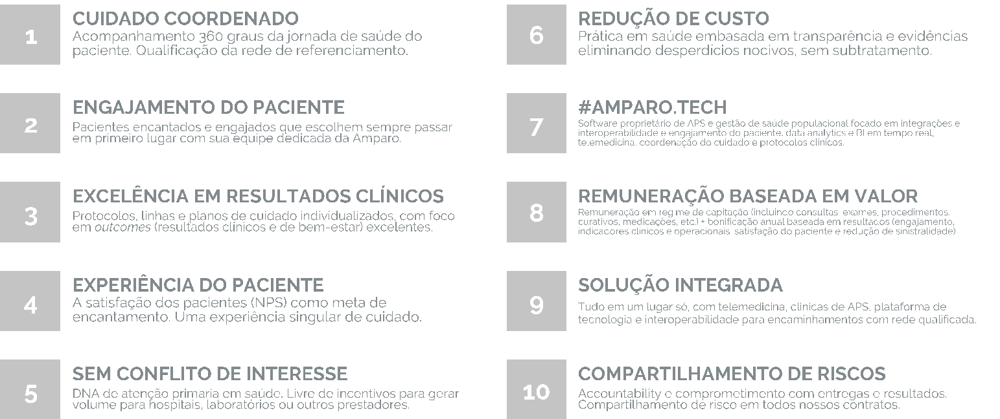 1
CUIDADO COORDENADO
Acompanhamento 360 graus da jornada de saúde do
paciente. Qualificação da rede de referenciamento.
2
ENGAJAMENTO DO PACIENTE
Pacientes encantados e engajados que escolhem sempre passar
em primeiro lugar com sua equipe dedicada da Amparo.
3
EXCELÊNCIA EM RESULTADOS CLÍNICOS
Protocolos, linhas e planos de cuidado individualizados, com foco
em outcomes (resultados clínicos e de bem-estar) excelentes.
4
EXPERIÊNCIA DO PACIENTE
A satisfação dos pacientes (NPS) como meta de
encantamento. Uma experiência singular de cuidado.
5
SEM CONFLITO DE INTERESSE
DNA de atenção primaria em saúde. Livre de incentivos para gerar
volume para hospitais, laboratórios ou outros prestadores.
6
REDUÇÃO DE CUSTO
Prática em saúde embasada em transparência e evidências
eliminando desperdícios nocivos, sem subtratamento.
7
#AMPARO.TECH
Software proprietário de APS e gestão de saúde populacional focado em integrações e
interoperabilidade e engajamento do paciente, data analytics e BI em tempo real,
telemedicina, coordenação do cuidado e protocolos clínicos.
8
REMUNERAÇÃO BASEADA EM VALOR
Remuneração em regime de capitação (incluindo consultas, exames, procedimentos,
curativos, medicações, etc.) + bonificação anual baseada em resultados (engajamento,
indicadores clínicos e operacionais, satisfação do paciente e redução de sinistralidade)
9
SOLUÇÃO INTEGRADA
Tudo em um lugar só, com telemedicina, clínicas de APS, plataforma de
tecnologia e interoperabilidade para encaminhamentos com rede qualificada.
10
COMPARTILHAMENTO DE RISCOS
Accountability e comprometimento com entregas e resultados.
Compartilhamento de risco em todos nossos contratos.